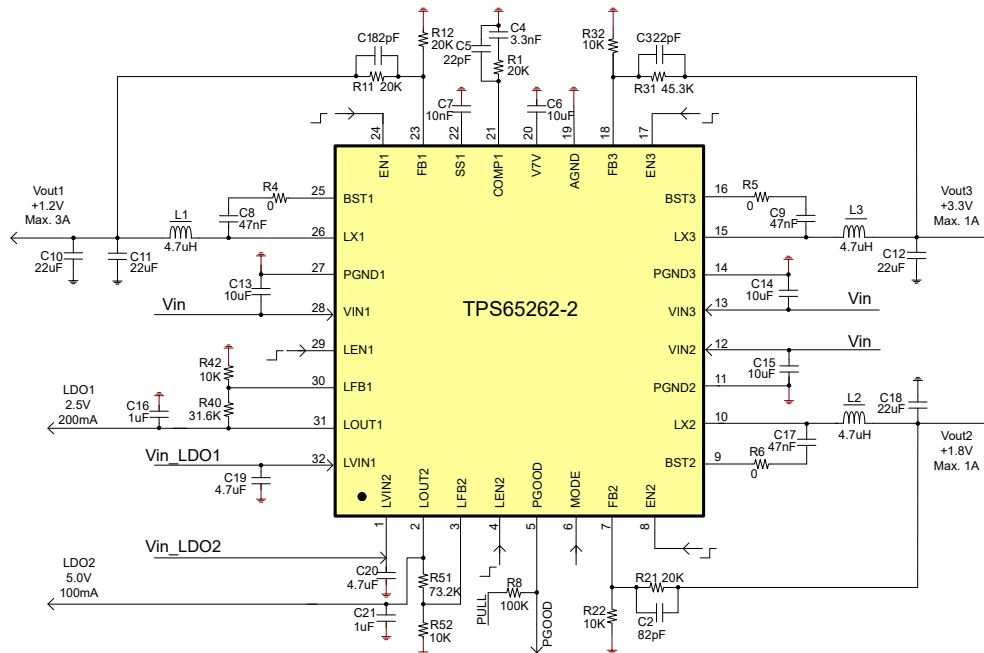 R12
20K
C182pF
R11 20K
C5
22pF
C4
3.3nF
R1
20K
R32
10K
C322pF
R31 45.3K
C7
10nF
C6
10uF
24
23
22
21
20
19
18
17
EN1
FB1
SS1
COMP1
V7V
AGND
FB3
EN3
Vout1
+1.2V
Max. 3A
L1
4.7uH
R4
0
C8
47nF
25
BST1
26
LX1
C10
22uF
C11
22uF
C13
10uF
27
PGND1
Vin
28
VIN1
29
LEN1
R42
10K
30
LFB1
LDO1
2.5V
200mA
C16
1uF
R40
31.6K
31
LOUT1
Vin_LDO1
32
LVIN1
C19
4.7uF
TPS65262-2
BST3
16
R5
0
C9
47nF
L3
4.7uH
Vout3
+3.3V
Max. 1A
LX3
15
C12
22uF
PGND3
14
C14
10uF
VIN3
13
Vin
VIN2
12
Vin
C15
10uF
PGND2
11
LX2
10
C18
22uF
L2
4.7uH
C17
47nF
BST2
9
R6
0
Vout2
+1.8V
Max. 1A
LVIN2
LOUT2
LFB2
LEN2
PGOOD
MODE
FB2
EN2
1
2
3
4
5
6
7
8
Vin_LDO2
LDO2
5.0V
100mA
C20
4.7uF
C21
1uF
R51
73.2K
R52
10K
PULL
R8
100K
PGOOD
R22
10K
R21 20K
C2
82pF